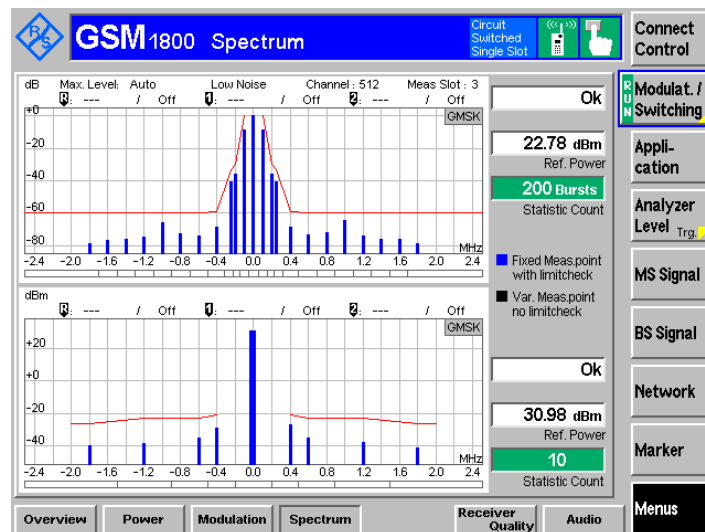 R&S
GSM 1800 Spectrum
Circuit Switched Single Slot
Connect Control
dB Max. Level: Auto Low Noise Channel : 512 Meas Slot : 3
R: --- / Off 1: --- / Off 2: --- / Off
GMSK
+0
-20
-40
-60
-80
MHz
-2.4 -2.0 -1.6 -1.2 -0.8 -0.4 0.0 0.4 0.8 1.2 1.6 2.0 2.4
Ok
22.78 dBm
Ref. Power
200 Bursts
Statistic Count
Fixed Meas.point
with limitcheck
Var. Meas.point
no limitcheck
dBm
R: --- / Off 1: --- / Off 2: --- / Off
GMSK
+20
+0
-20
-40
MHz
-2.4 -2.0 -1.6 -1.2 -0.8 -0.4 0.0 0.4 0.8 1.2 1.6 2.0 2.4
Ok
30.98 dBm
Ref. Power
10
Statistic Count
RUN
Modulat. /
Switching
Appli-
cation
Analyzer
Level Trg.
MS Signal
BS Signal
Network
Marker
Menus
Overview Power Modulation Spectrum Receiver Quality Audio